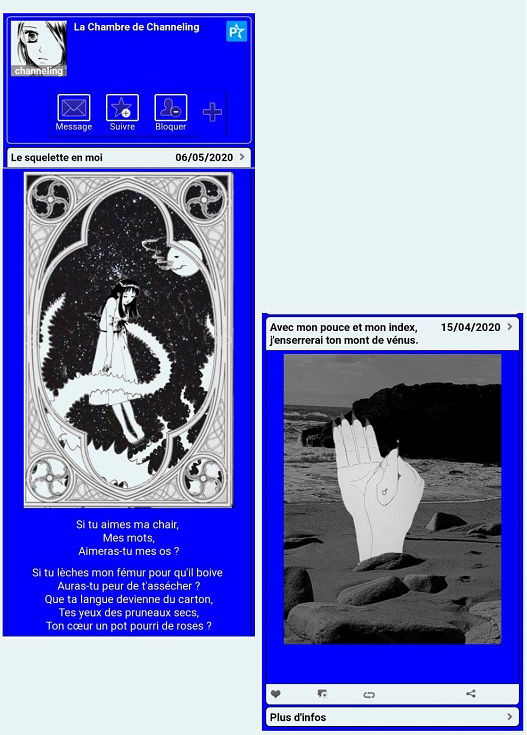 La Chambre de Channeling
channeling
Message
Suivre
Bloquer
Le squelette en moi
06/05/2020
Si tu aimes ma chair,
Mes mots,
Aimeras-tu mes os ?
Si tu lèches mon fémur pour qu'il boive
Auras-tu peur de t'assécher ?
Que ta langue devienne du carton,
Tes yeux des pruneaux secs,
Ton cœur un pot pourri de roses ?
Avec mon pouce et mon index,
15/04/2020
j'enserrerai ton mont de vénus.
Plus d'infos